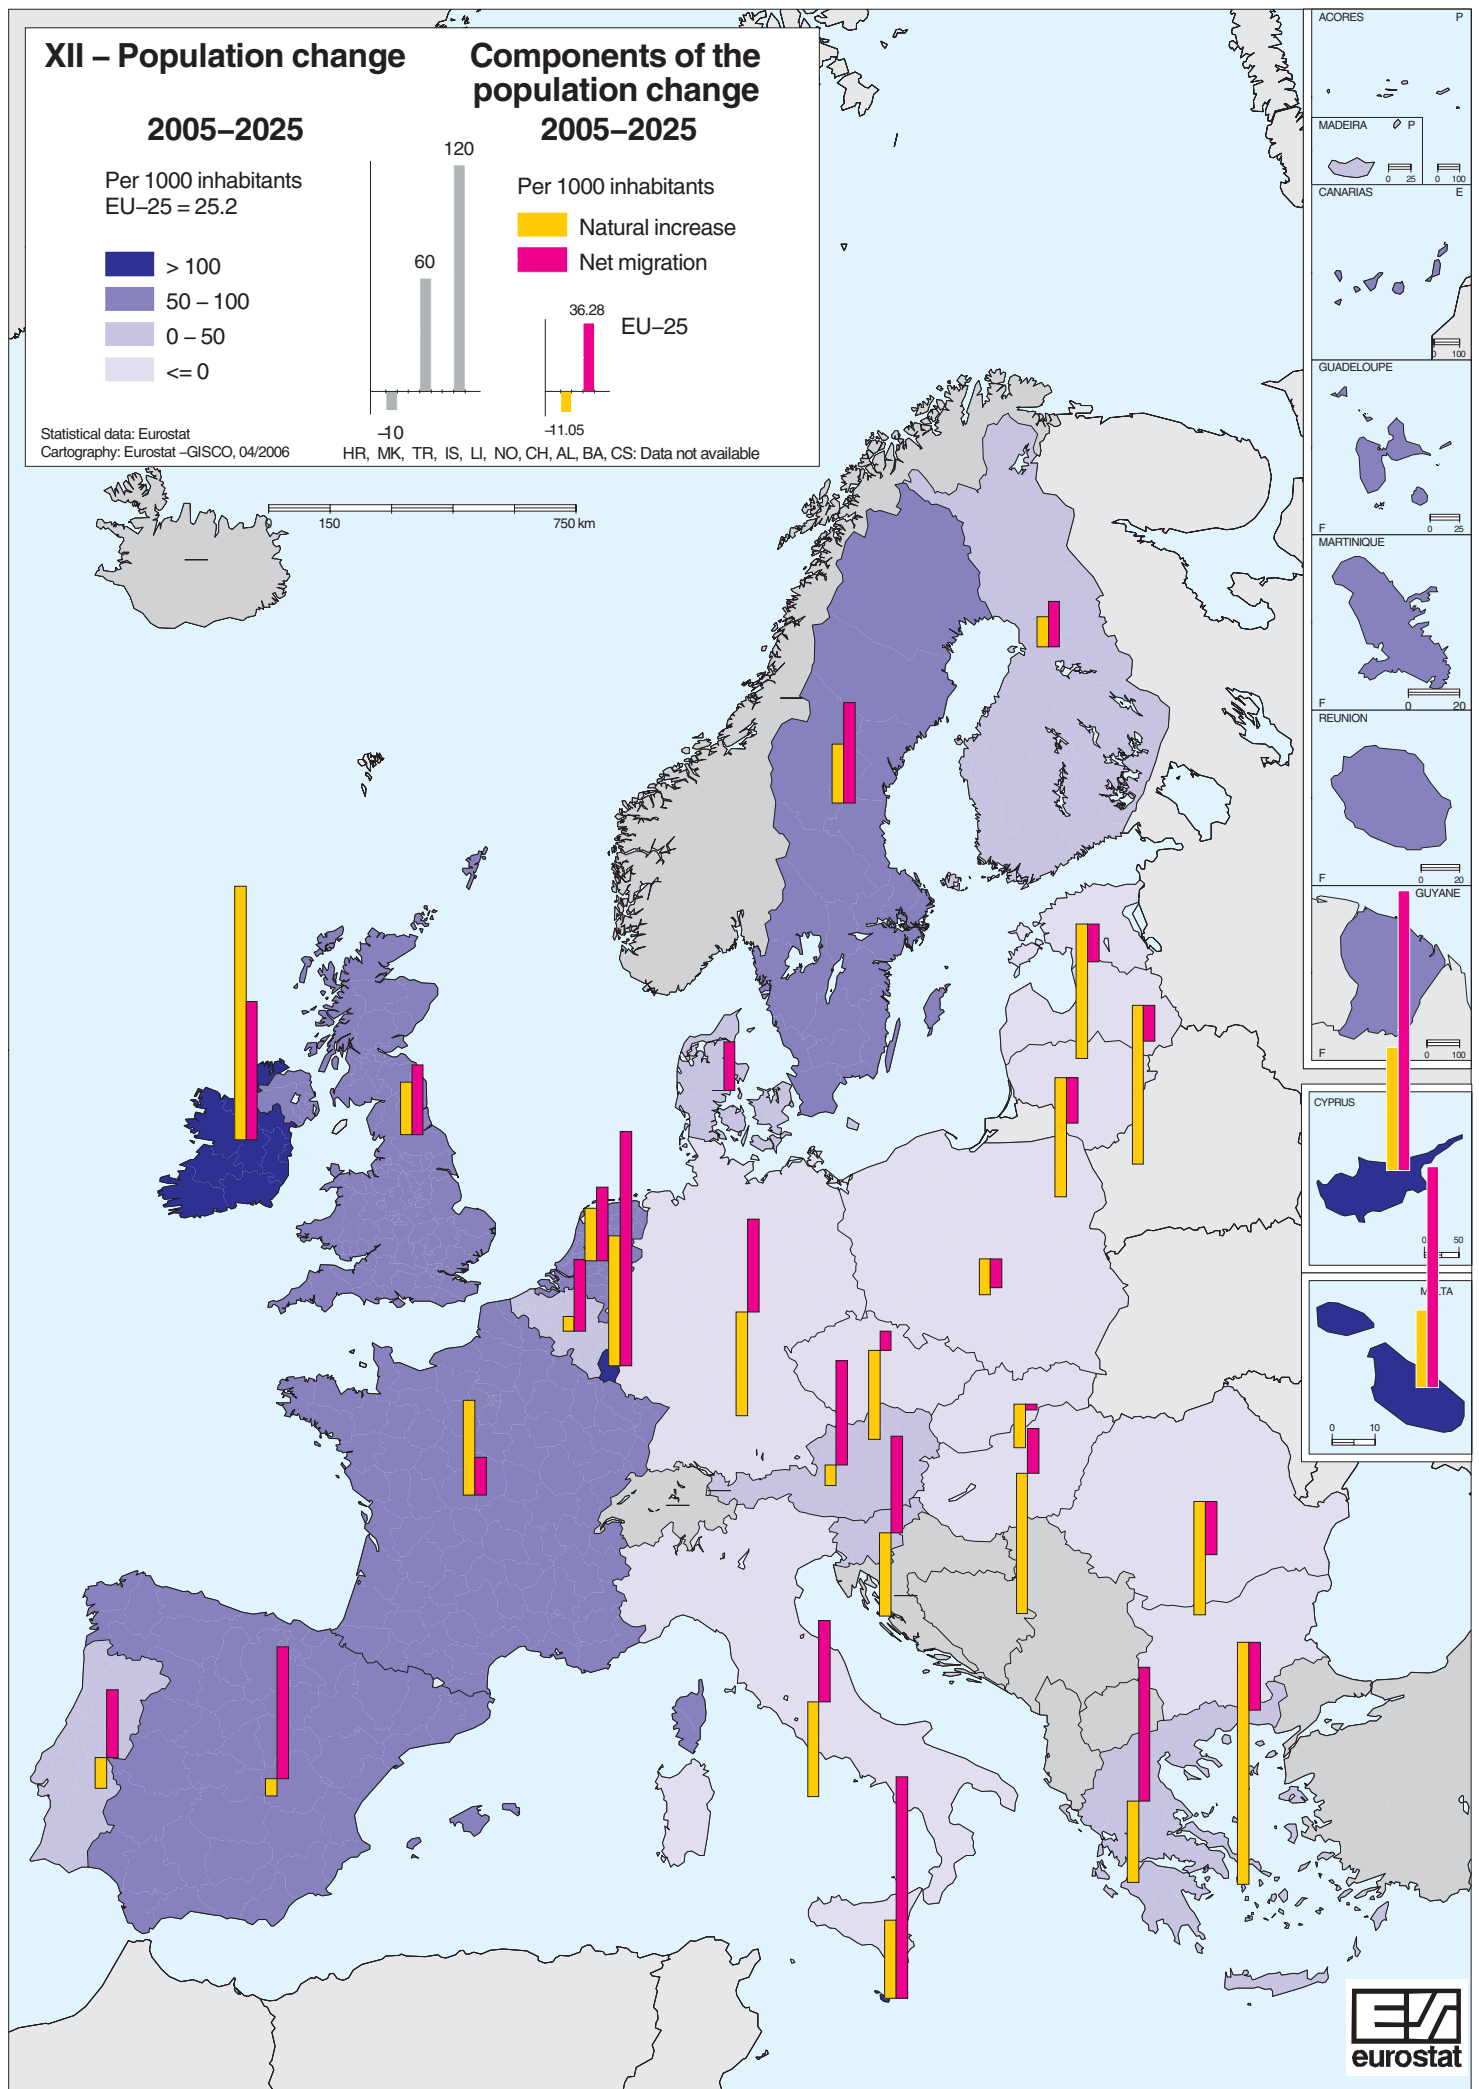 XII – Population change
Components of the
population change
2005–2025
2005–2025
Per 1000 inhabitants
EU–25 = 25.2
> 100
50 – 100
0 – 50
<= 0
120
60
–10
Per 1000 inhabitants
Natural increase
Net migration
36.28
EU–25
–11.05
Statistical data: Eurostat
Cartography: Eurostat –GISCO, 04/2006
HR, MK, TR, IS, LI, NO, CH, AL, BA, CS: Data not available
150
750 km
ACORES P
MADEIRA P
0 25
0 100
CANARIAS E
0 100
GUADELOUPE
F
0 25
MARTINIQUE
F
0 20
REUNION
F
0 20
GUYANE
F
0 100
CYPRUS
0 50
0 10
eurostat